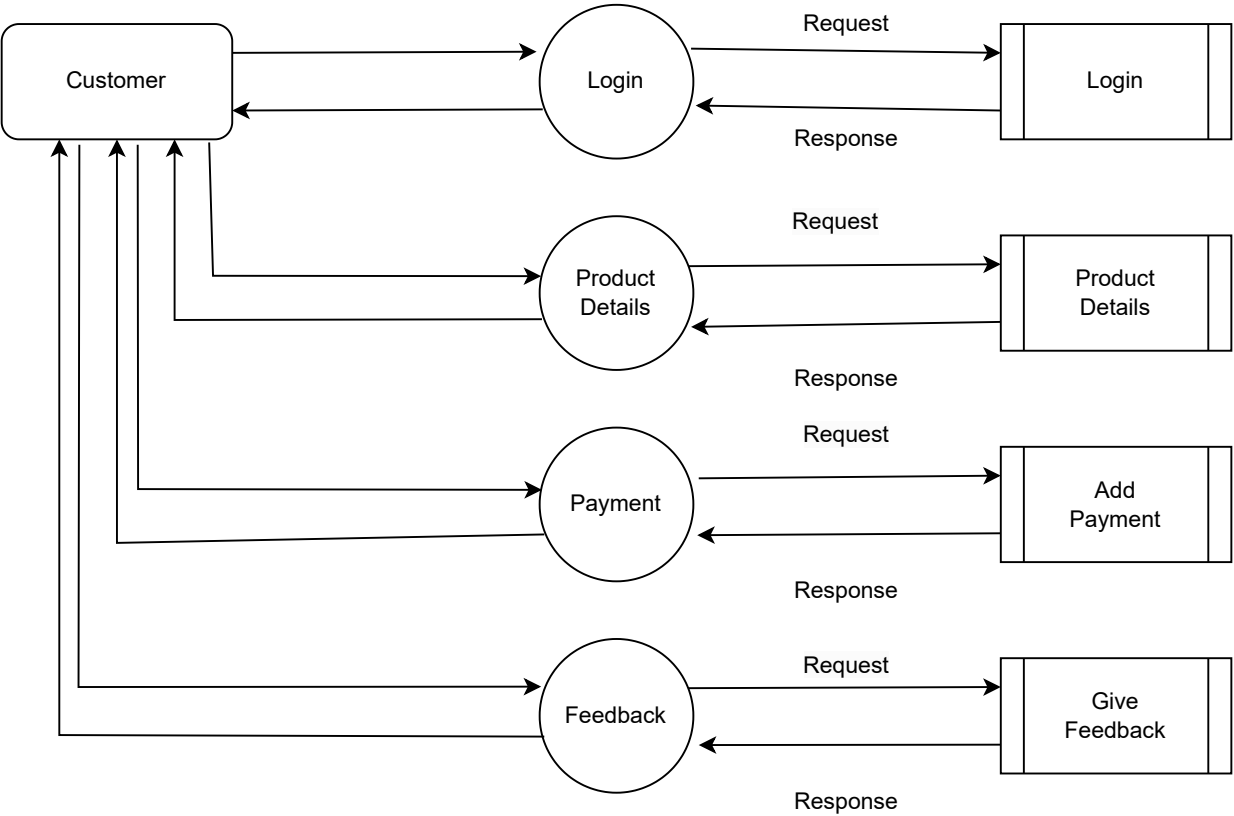 Request
Customer
Login
Login
Response
Request
Product
Details
Product
Details
Response
Request
Payment
Add
Payment
Response
Request
Feedback
Give
Feedback
Response